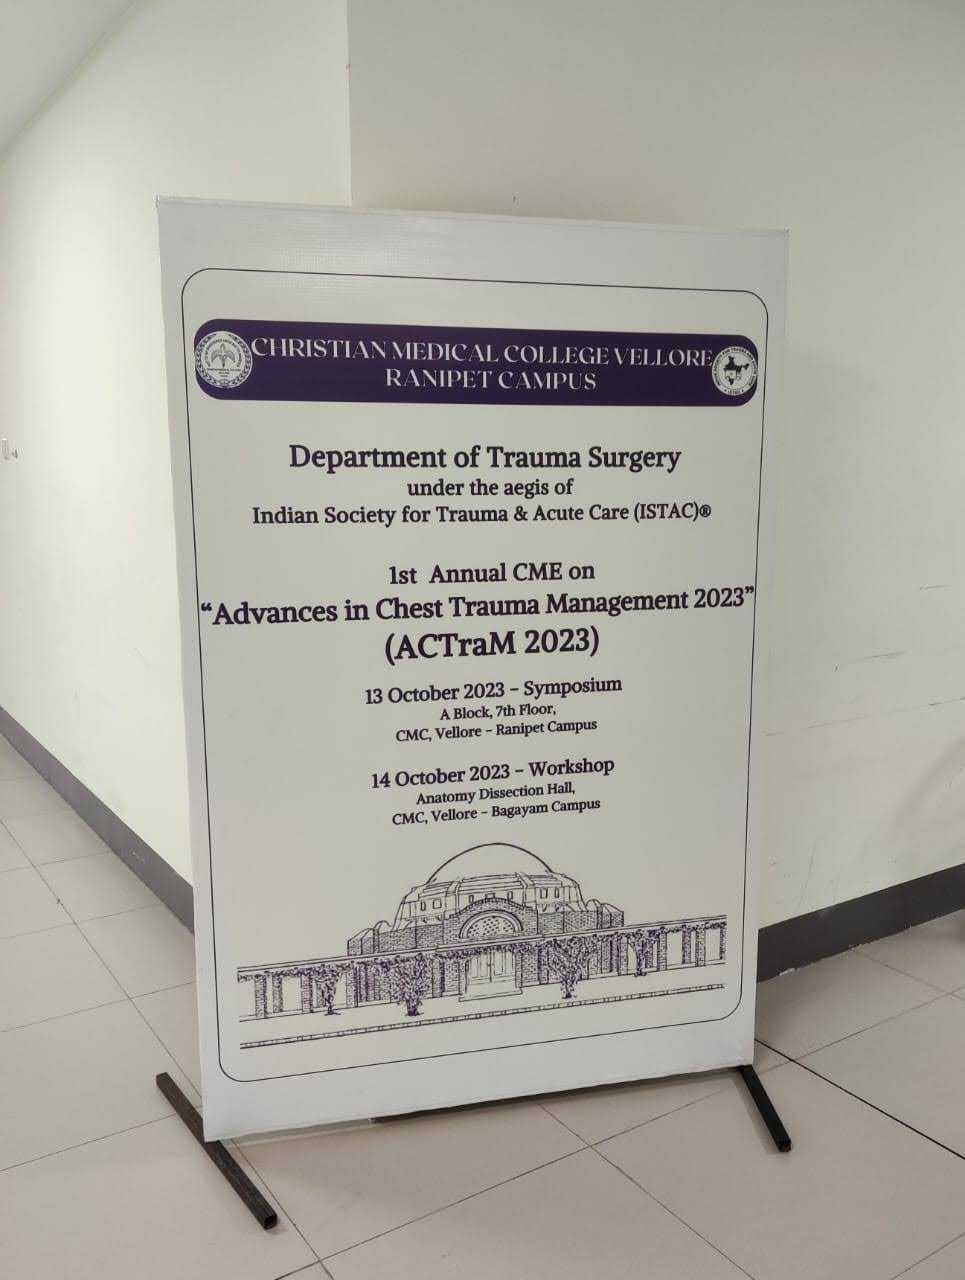 CHRISTIAN MEDICAL COLLEGE VELLORE
RANIPET CAMPUS
Department of Trauma Surgery
under the aegis of
Indian Society for Trauma & Acute Care (ISTAC)®
1st Annual CME on
“Advances in Chest Trauma Management 2023”
(ACTraM 2023)
13 October 2023 – Symposium
A Block, 7th Floor,
CMC, Vellore – Ranipet Campus
14 October 2023 – Workshop
Anatomy Dissection Hall,
CMC, Vellore – Bagayam Campus